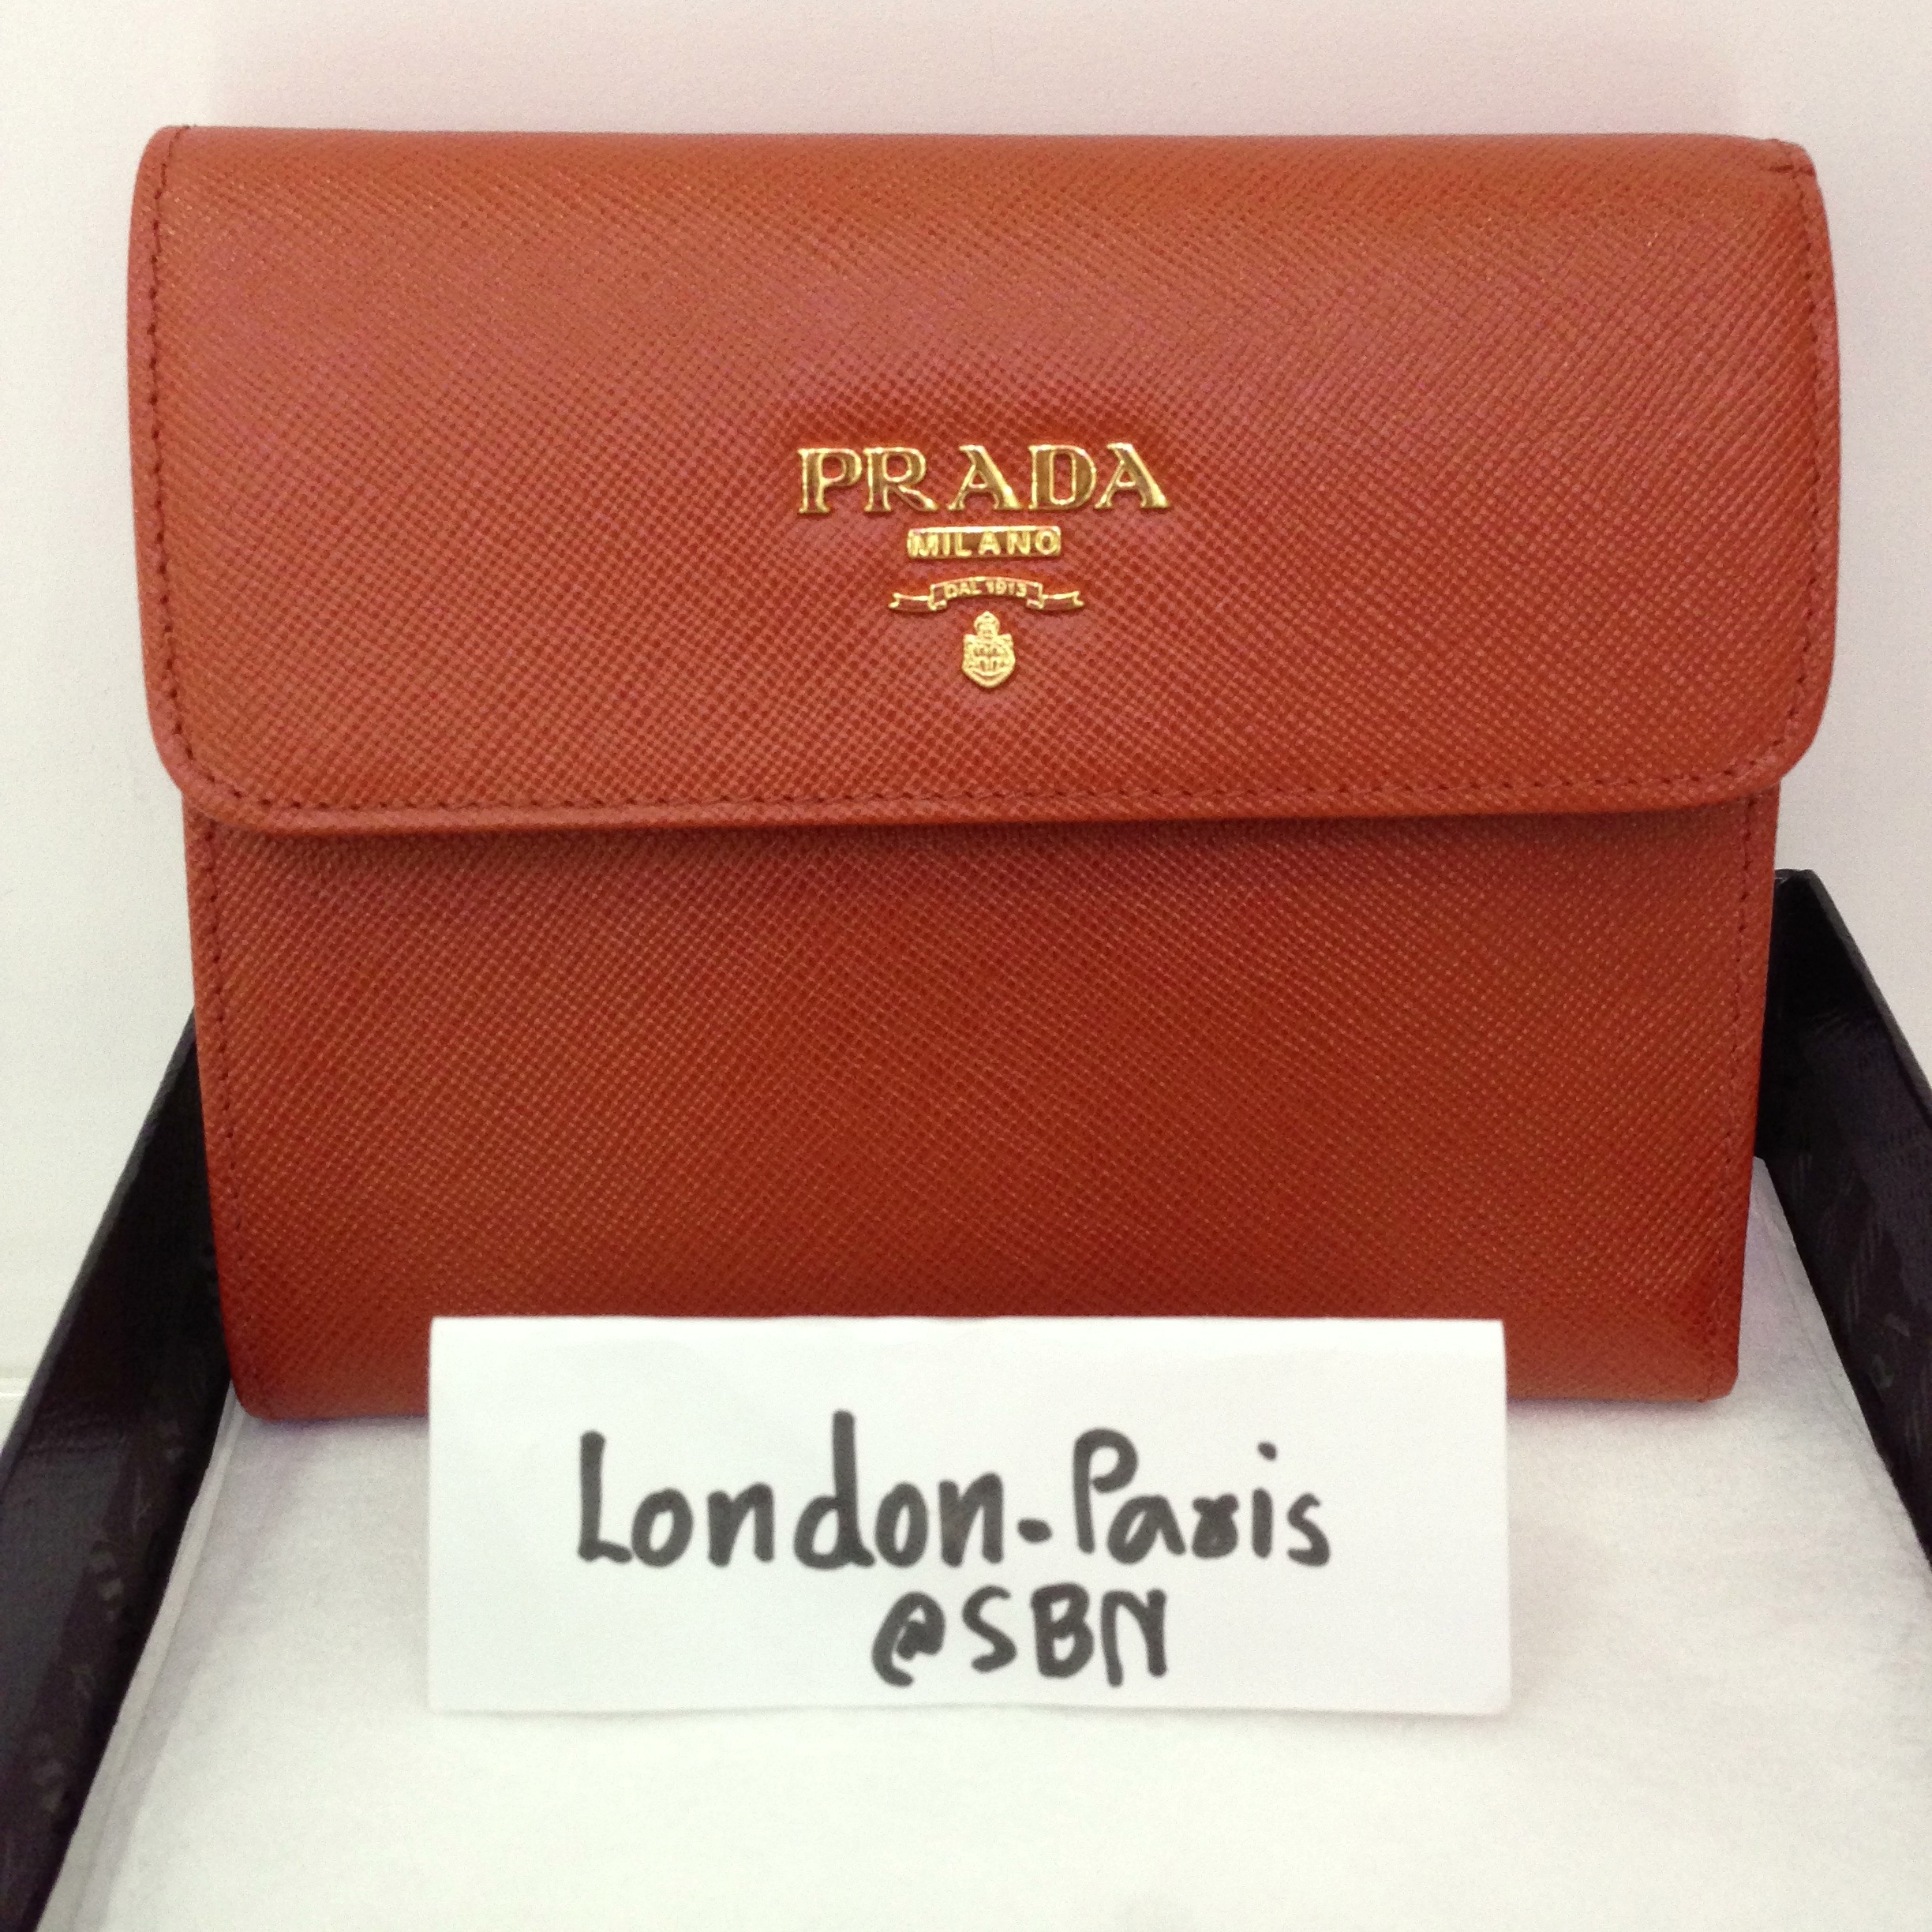 PRADA
MILANO
DAL 1913
London-Paris
@SBN